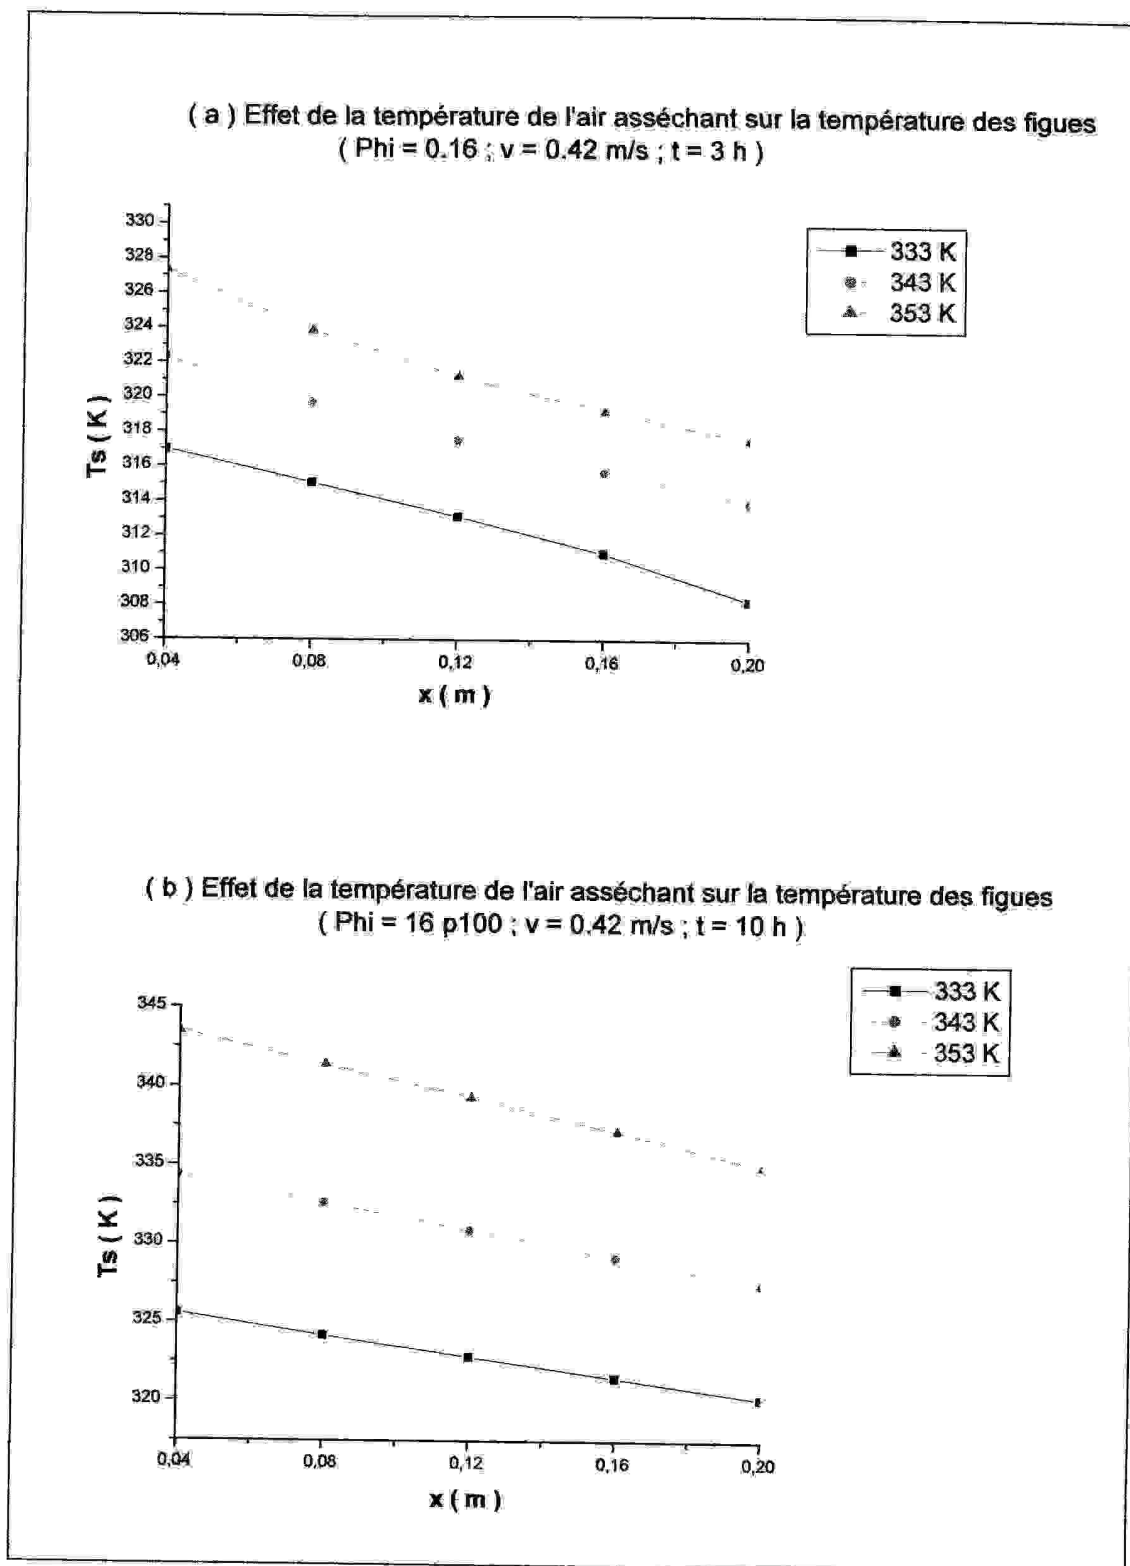 ( a ) Effet de la température de l'air asséchant sur la température des figues
( Phi = 0.16 ; v = 0.42 m/s ; t = 3 h )
330
328
326
324
322
320
318
316
314
312
310
308
306
Ts ( K )
0,04
0,08
0,12
0,16
0,20
x ( m )
333 K
343 K
353 K
( b ) Effet de la température de l'air asséchant sur la température des figues
( Phi = 16 p100 ; v = 0.42 m/s ; t = 10 h )
345
340
335
330
325
320
Ts ( K )
0,04
0,08
0,12
0,16
0,20
x ( m )
333 K
343 K
353 K